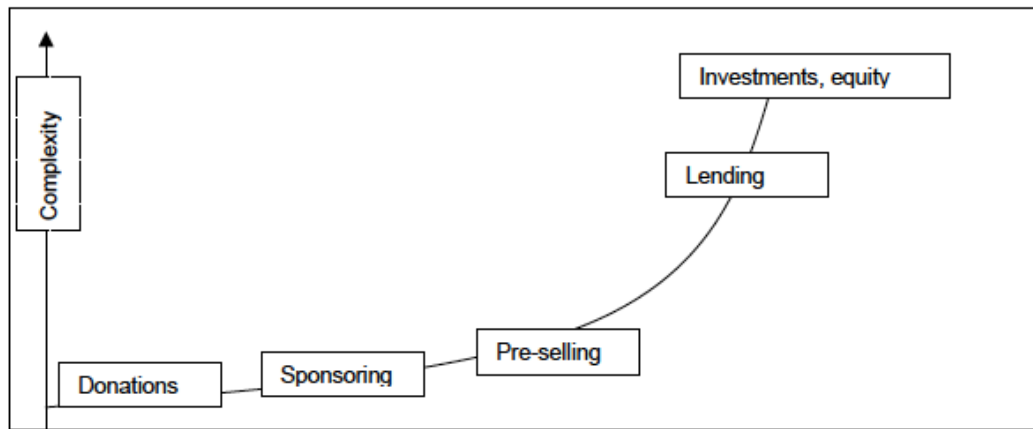 Investments, equity
Complexity
Lending
Pre-selling
Sponsoring
Donations